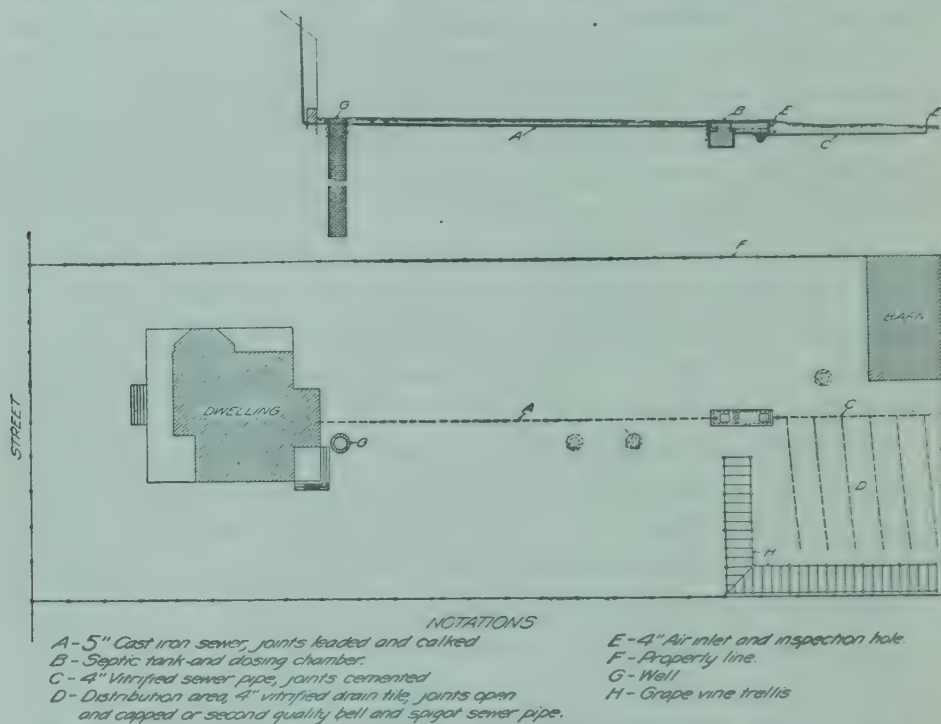 G
B
E
E
A
C
F
BARN
STREET
DWELLING
A
C
G
D
H
NOTATIONS
A - 5" Cast iron sewer, joints leaded and calked
B - Septic tank and dosing chamber.
C - 4" Vitrified sewer pipe, joints cemented
D - Distribution area, 4" vitrified drain tile, joints open
and capped or second quality bell and spigot sewer pipe.
E - 4" Air inlet and inspection hole.
F - Property line.
G - Well
H - Grape vine trellis